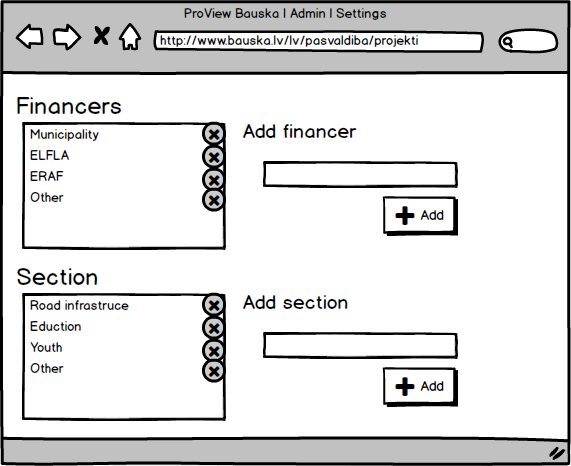 ProView Bauska | Admin | Settings
http://www.bauska.lv/lv/pasvaldiba/projekti
Financers
Municipality
ELFLA
ERAF
Other
Add financer
Add
Section
Road infrastruce
Eduction
Youth
Other
Add section
Add